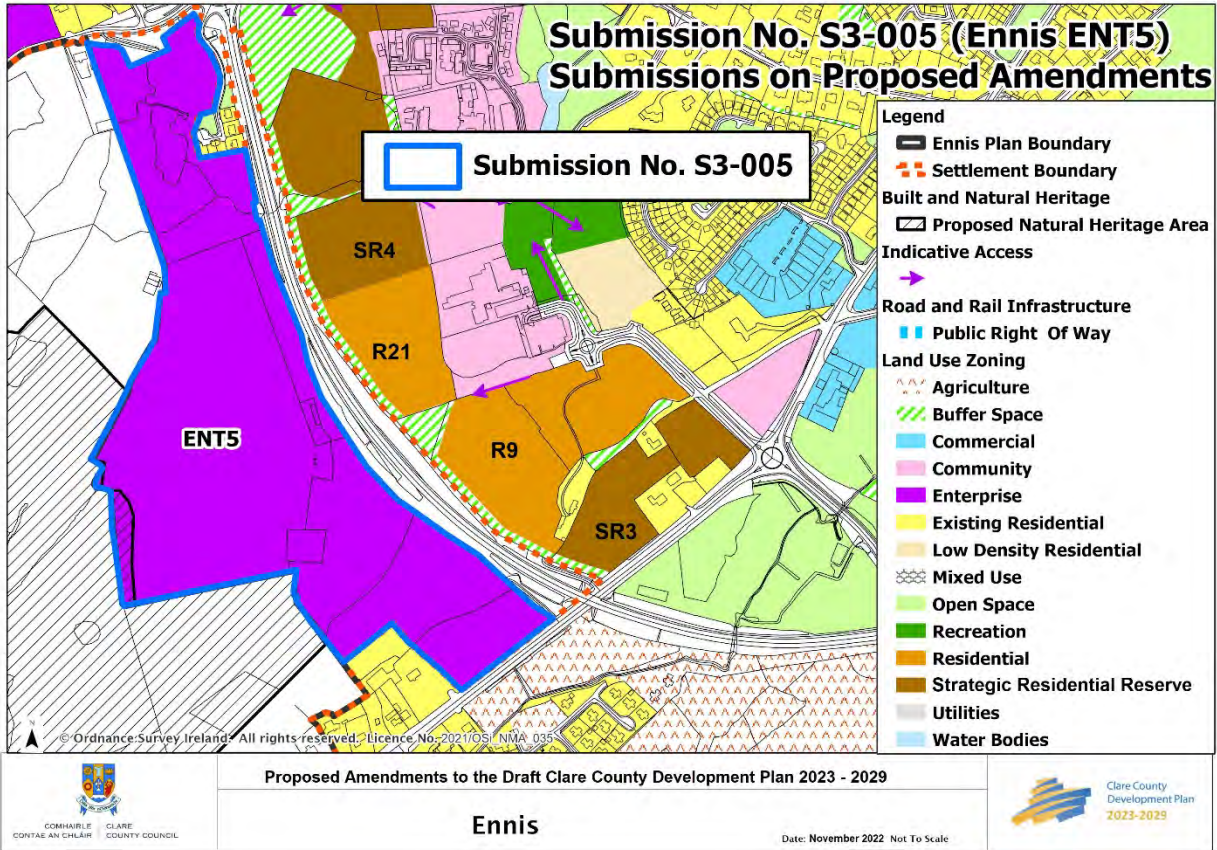 Submission No. S3-005 (Ennis ENT5)
Submissions on Proposed Amendments
Submission No. S3-005
SR4
R21
ENT5
R9
SR3
Legend
Ennis Plan Boundary
Settlement Boundary
Built and Natural Heritage
Proposed Natural Heritage Area
Indicative Access
Road and Rail Infrastructure
Public Right Of Way
Land Use Zoning
Agriculture
Buffer Space
Commercial
Community
Enterprise
Existing Residential
Low Density Residential
Mixed Use
Open Space
Recreation
Residential
Strategic Residential Reserve
Utilities
Water Bodies
N
© Ordnance Survey Ireland. All rights reserved. Licence No. 2021/OSi_NMA_035
COMHAIRLE CONTAE AN CHLÁIR
CLARE COUNTY COUNCIL
Proposed Amendments to the Draft Clare County Development Plan 2023 - 2029
Ennis
Date: November 2022 Not To Scale
Clare County
Development Plan
2023-2029